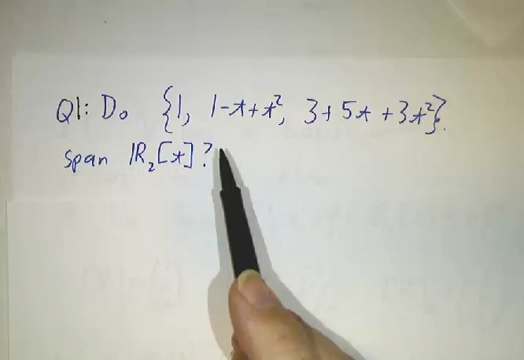 Q1: Do {1, 1-x+x², 3+5x+3x²}.
span ℝ₂[x]?